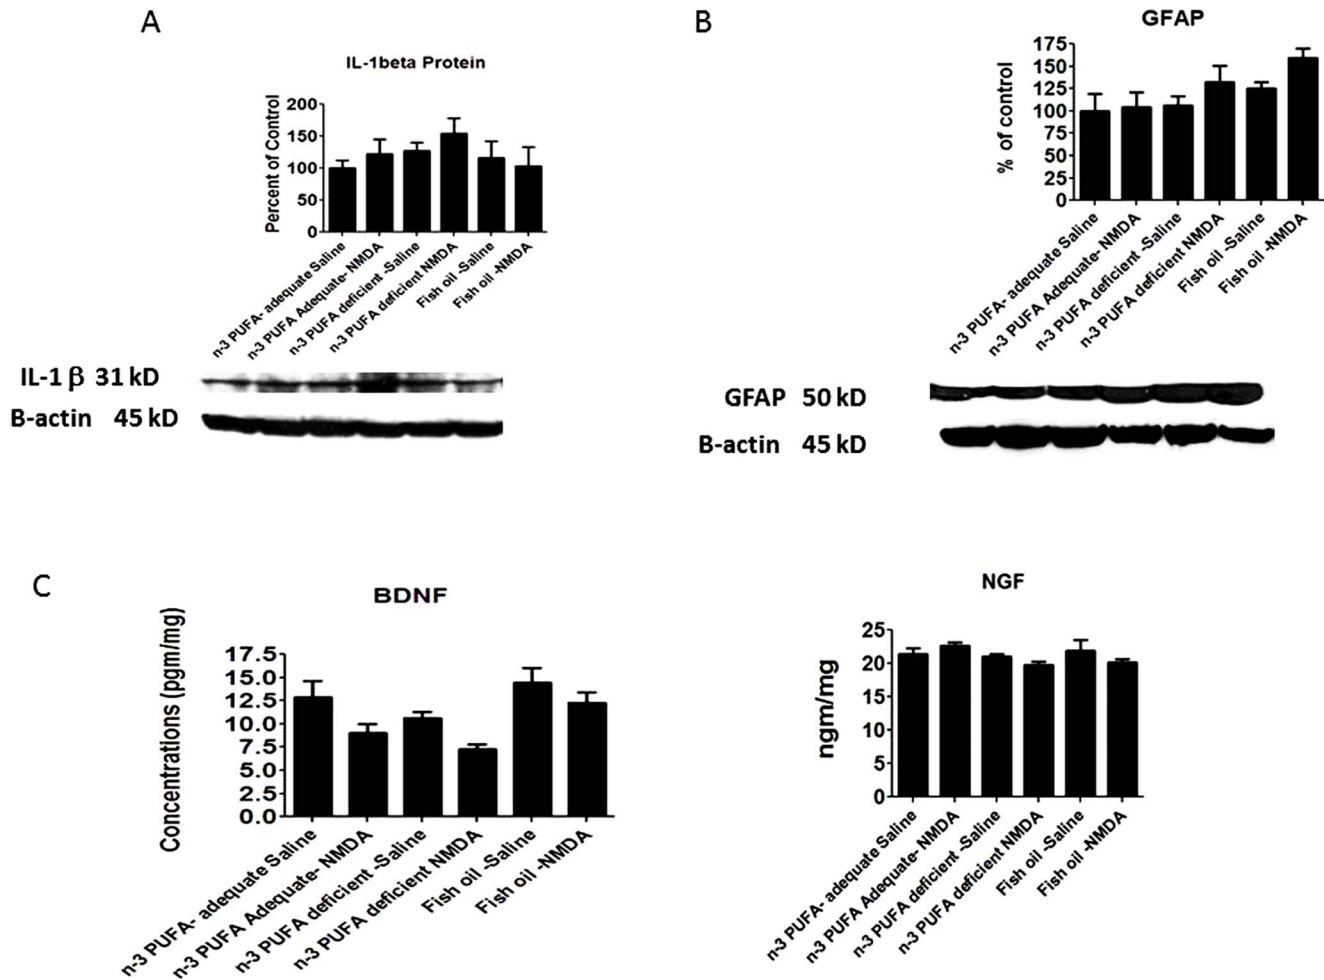 A
IL-1beta Protein
Percent of Control
200
150
100
50
0
n-3 PUFA- adequate Saline
n-3 PUFA Adequate- NMDA
n-3 PUFA deficient -Saline
n-3 PUFA deficient NMDA
Fish oil -Saline
Fish oil -NMDA
IL-1 β 31 kD
B-actin 45 kD
B
GFAP
% of control
175
150
125
100
75
50
25
0
n-3 PUFA- adequate Saline
n-3 PUFA Adequate- NMDA
n-3 PUFA deficient -Saline
n-3 PUFA deficient NMDA
Fish oil -Saline
Fish oil -NMDA
GFAP 50 kD
B-actin 45 kD
C
BDNF
Concentrations (pgm/mg)
17.5
15.0
12.5
10.0
7.5
5.0
2.5
0.0
n-3 PUFA- adequate Saline
n-3 PUFA Adequate- NMDA
n-3 PUFA deficient -Saline
n-3 PUFA deficient NMDA
Fish oil -Saline
Fish oil -NMDA
NGF
ngm/mg
25
20
15
10
5
0
n-3 PUFA- adequate Saline
n-3 PUFA Adequate- NMDA
n-3 PUFA deficient -Saline
n-3 PUFA deficient NMDA
Fish oil -Saline
Fish oil -NMDA